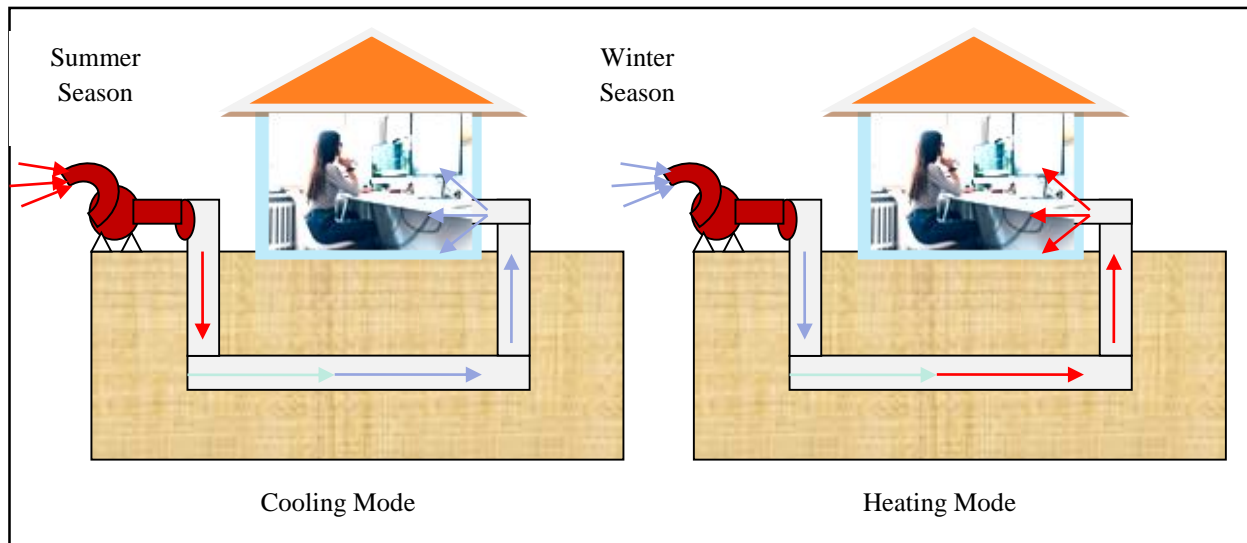 Summer
Season
Winter
Season
Cooling Mode
Heating Mode